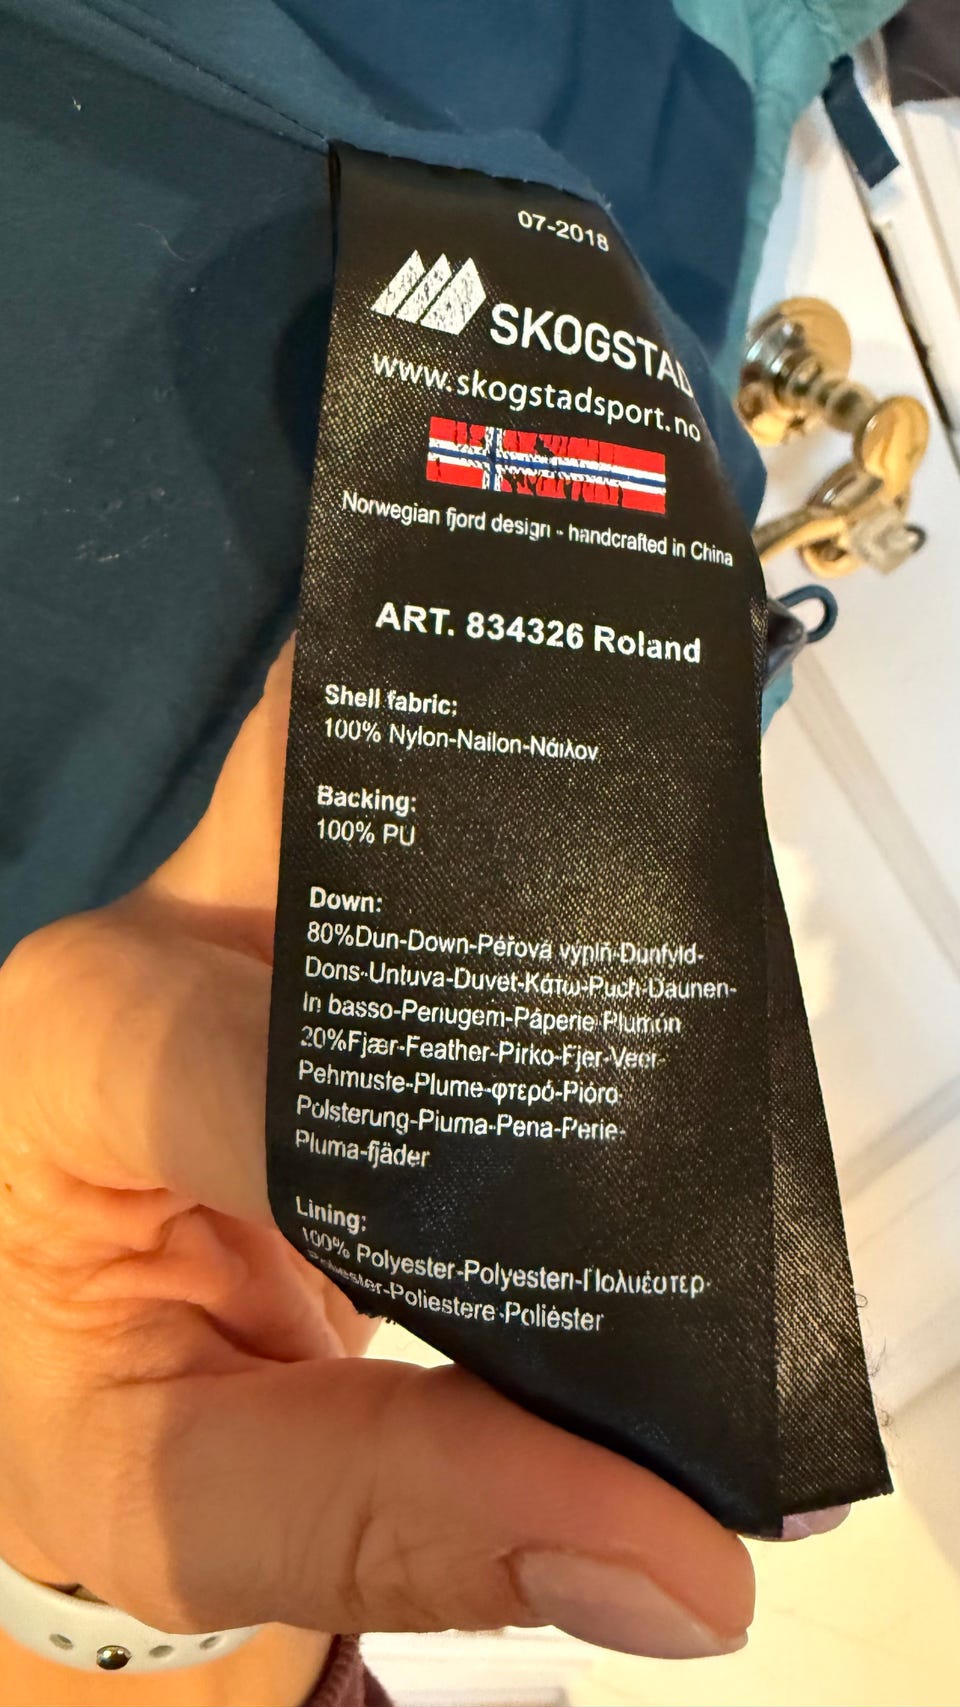 07-2018
SKOGSTAD
www.skogstadsport.no
Norwegian fjord design - handcrafted in China
ART. 834326 Roland
Shell fabric:
100% Nylon-Nailon-Νάιλον
Backing:
100% PU
Down:
80%Dun-Down-Péřová výplň-Dunfyld-
Dons-Untuva-Duvet-Κάτω-Puch-Daunen-
In basso-Penugem-Páperie-Plumón
20%Fjær-Feather-Pirko-Fjer-Veer-
Pehmuste-Plume-φτερό-Pióro
Polsterung-Piuma-Pena-Perie-
Pluma-fjäder
Lining:
100% Polyester-Polyesteri-Πολυέστερ-
Poliester-Poliestere-Poliéster